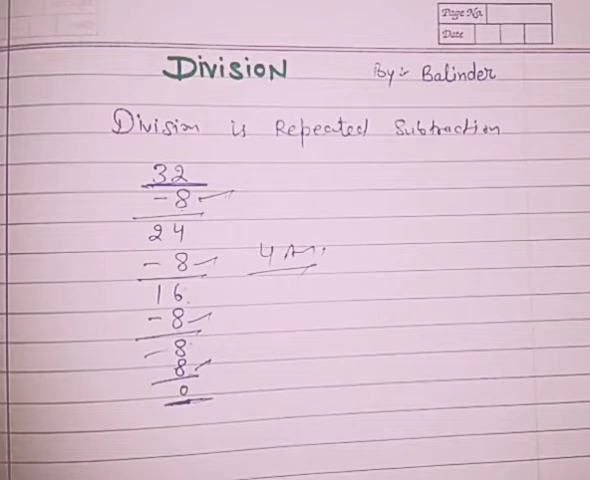 Page No.
Date
Division By:- Balinder
Division is Repeated Subtraction
32
- 8
24
- 8 4 Ans.
16
- 8
- 8
8
0